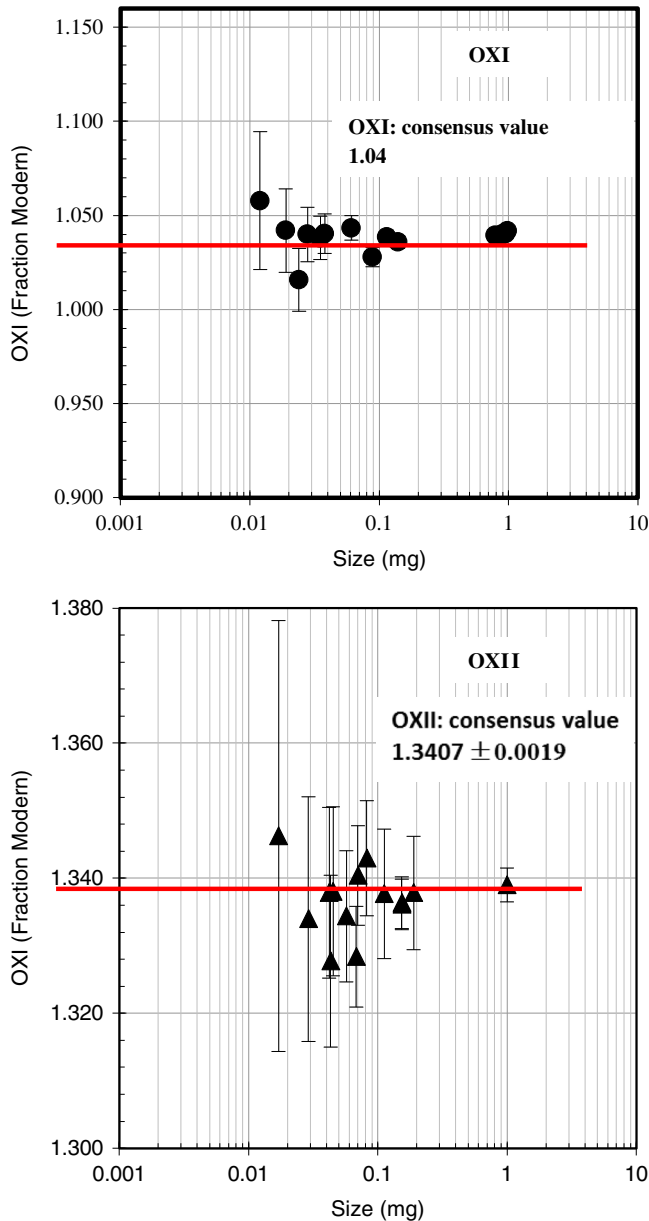 1.150
OXI
1.100
OXI: consensus value
1.04
1.050
1.000
0.950
0.900
0.001
0.01
0.1
1
10
OXI (Fraction Modern)
Size (mg)
1.380
OXII
OXII: consensus value
1.3407 ±0.0019
1.360
1.340
1.320
1.300
0.001
0.01
0.1
1
10
OXI (Fraction Modern)
Size (mg)